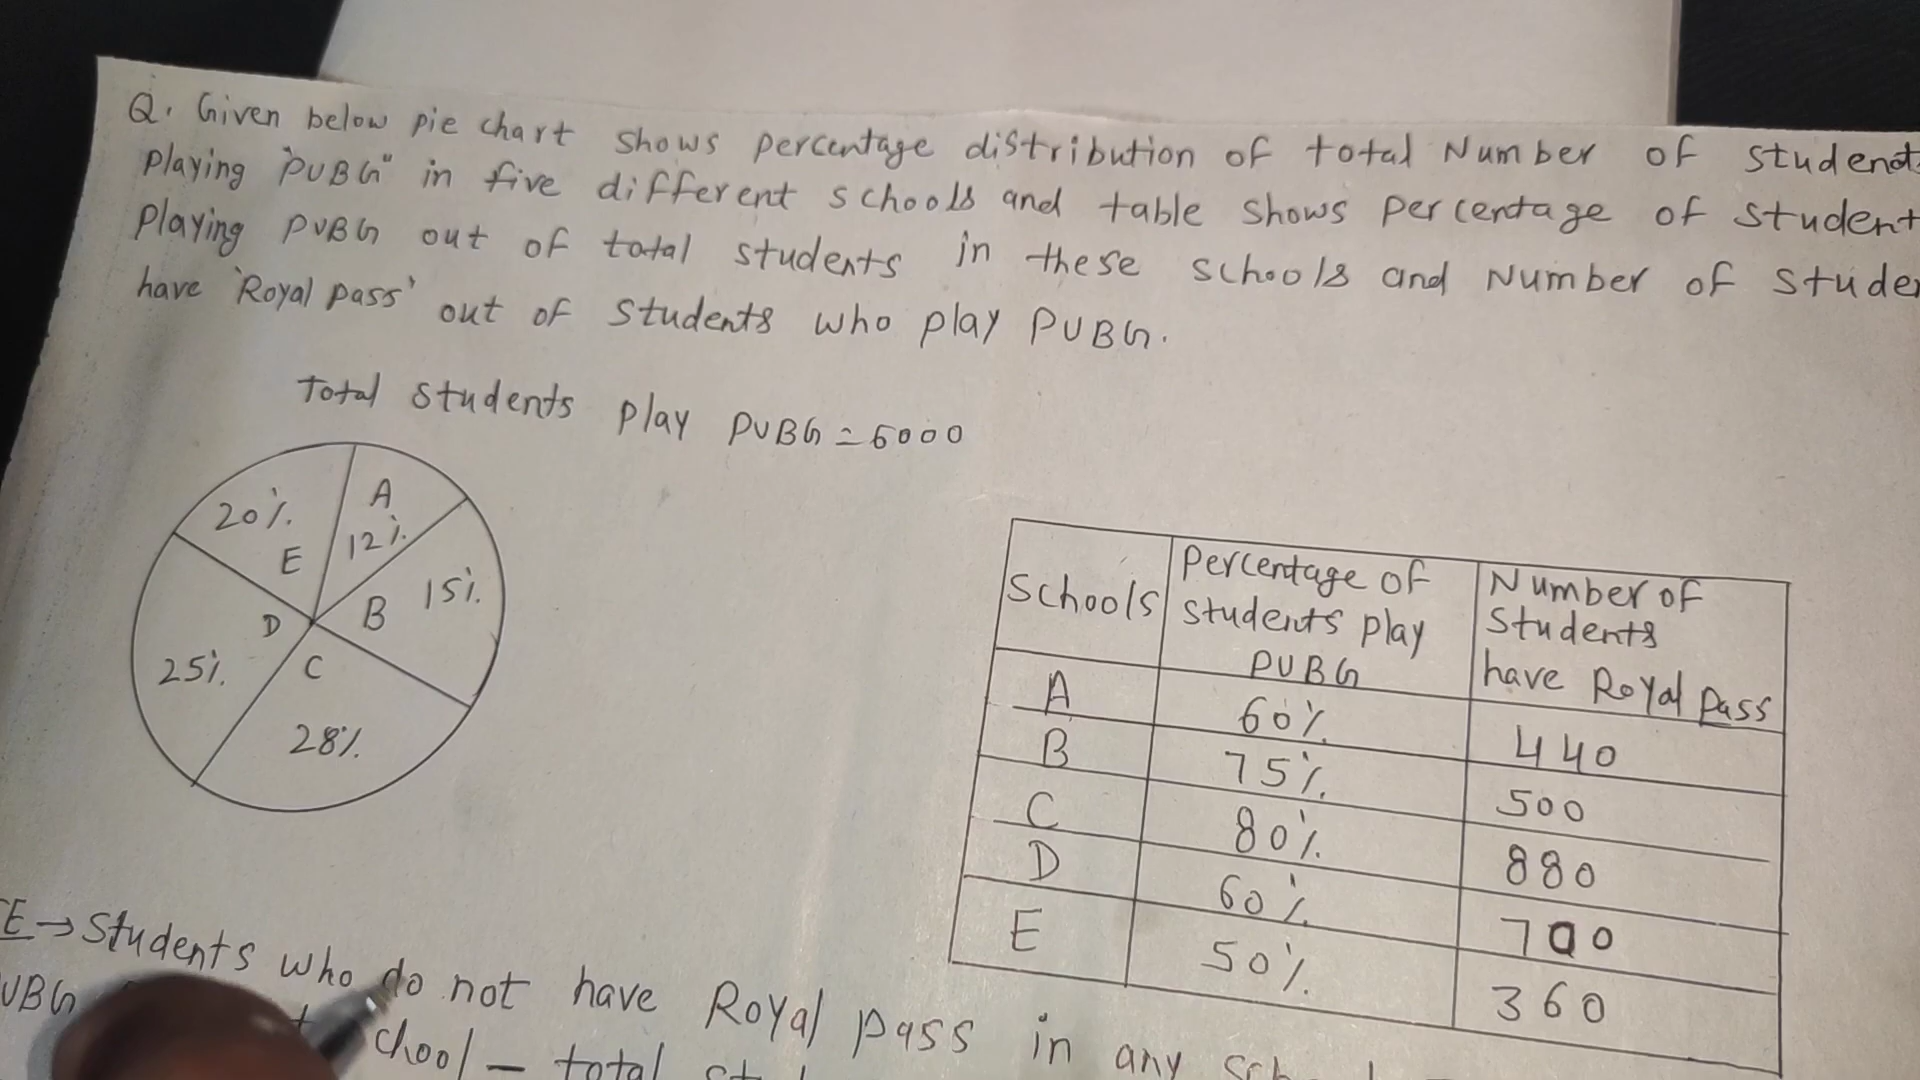 Q. Given below pie chart shows percentage distribution of total Number of student
Playing "PUBG" in five different schools and table shows percentage of student
Playing PUBG out of total students in these schools and Number of
have 'Royal pass' out of students who play PUBG.
Total students play PUBG = 6000
A
12%
20%
E
B 15%
D
25%
C
28%
Schools
Percentage of
students play
PUBG
Number of
students
have Royal pass
A 60% 440
B 75% 500
C 80% 880
D 60% 700
E 50% 360
→ Students who do not have Royal pass in any
total